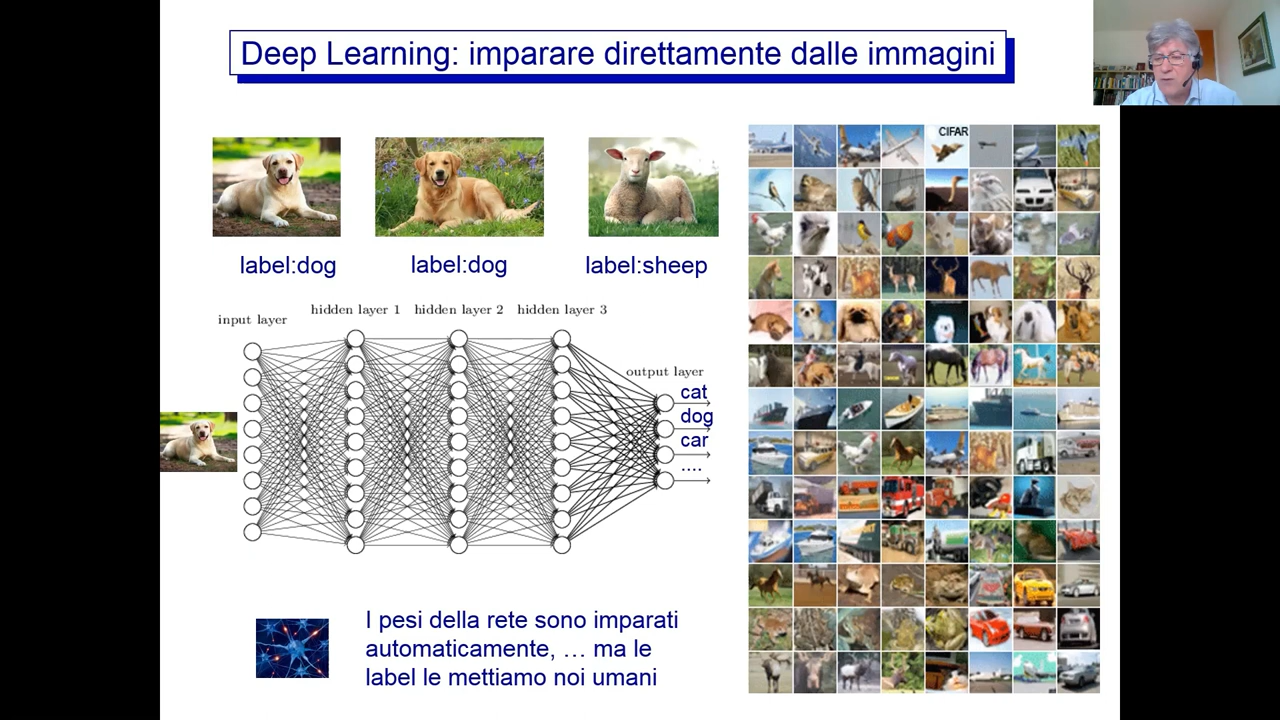 Deep Learning: imparare direttamente dalle immagini
CIFAR
label:dog
label:dog
label:sheep
input layer
hidden layer 1
hidden layer 2
hidden layer 3
output layer
cat
dog
car
....
I pesi della rete sono imparati
automaticamente, … ma le
label le mettiamo noi umani